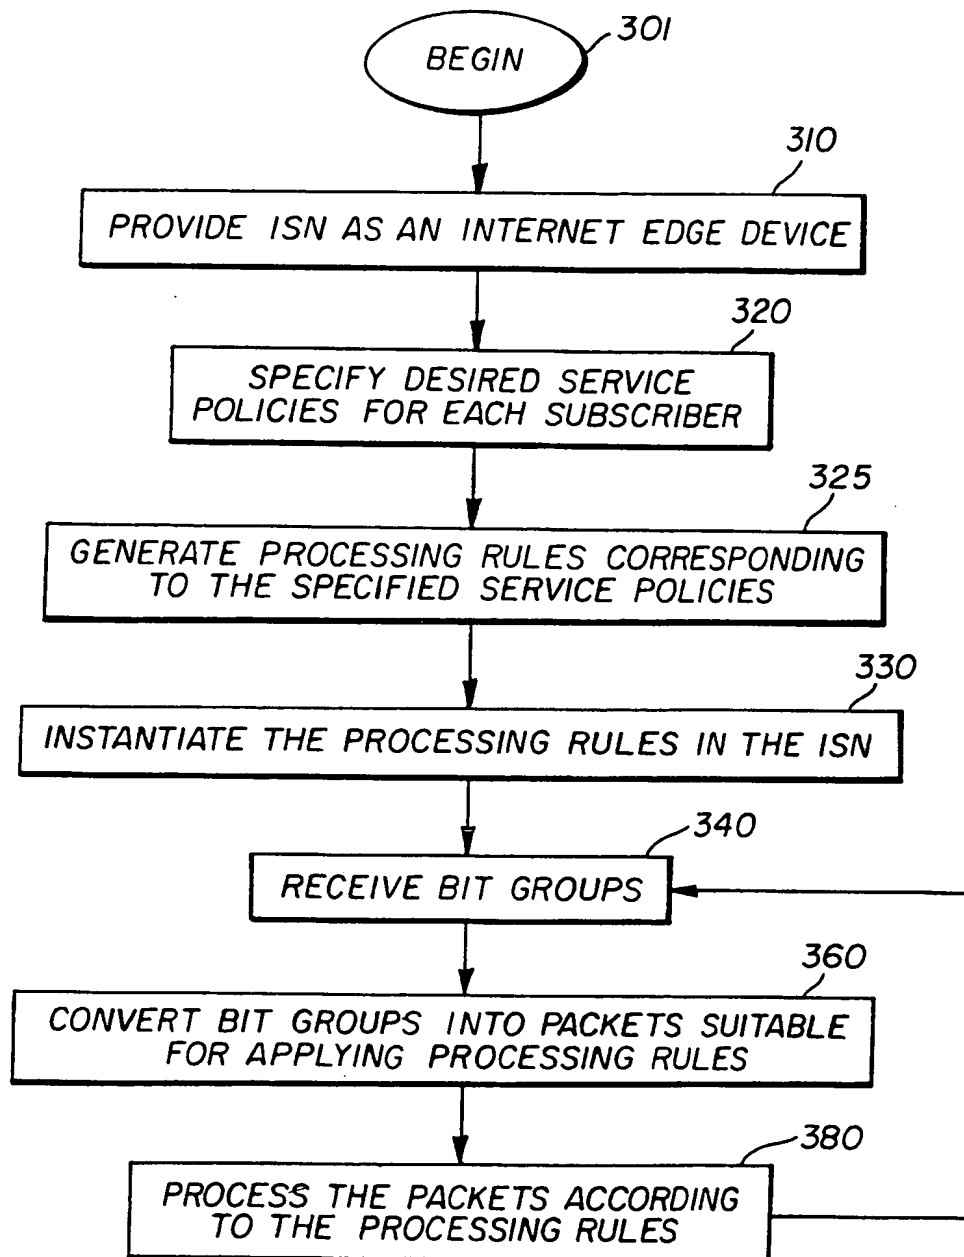 BEGIN
301
310
PROVIDE ISN AS AN INTERNET EDGE DEVICE
320
SPECIFY DESIRED SERVICE
POLICIES FOR EACH SUBSCRIBER
325
GENERATE PROCESSING RULES CORRESPONDING
TO THE SPECIFIED SERVICE POLICIES
330
INSTANTIATE THE PROCESSING RULES IN THE ISN
340
RECEIVE BIT GROUPS
360
CONVERT BIT GROUPS INTO PACKETS SUITABLE
FOR APPLYING PROCESSING RULES
380
PROCESS THE PACKETS ACCORDING
TO THE PROCESSING RULES